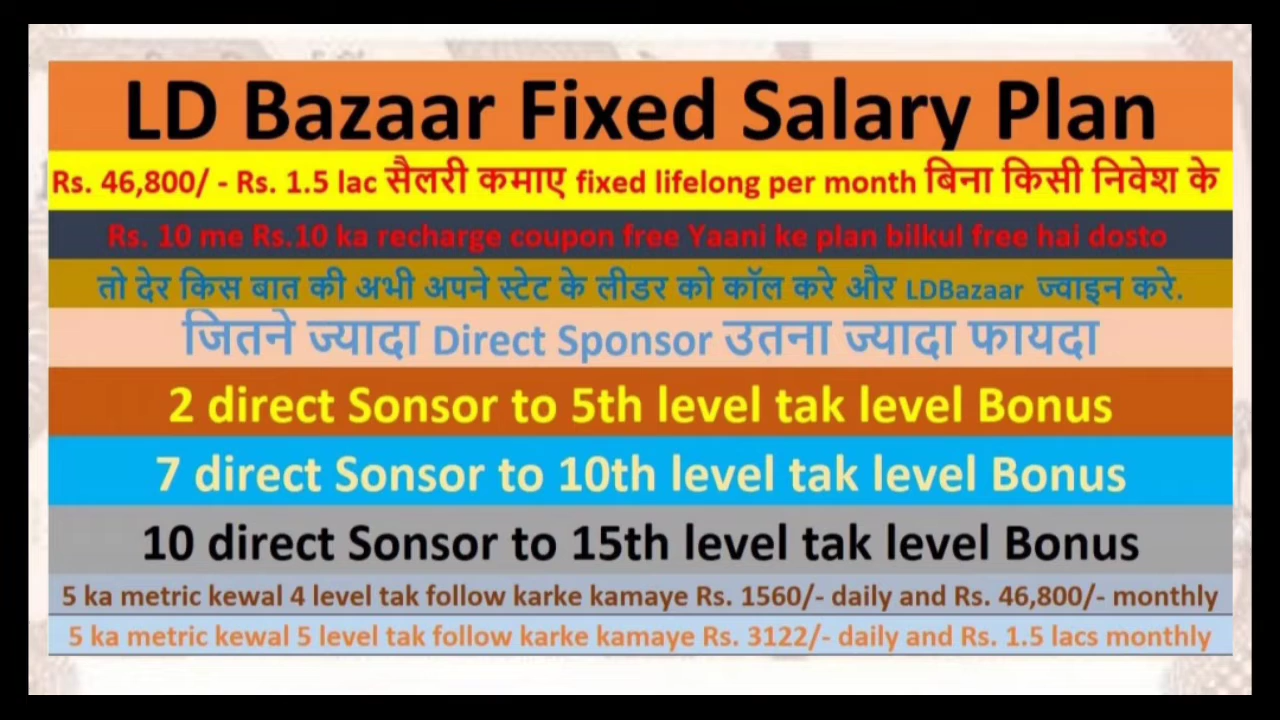 LD Bazaar Fixed Salary Plan
Rs. 46,800/ - Rs. 1.5 lac सैलरी कमाए fixed lifelong per month बिना किसी निवेश के
Rs. 10 me Rs.10 ka recharge coupon free Yaani ke plan bilkul free hai dosto
तो देर किस बात की अभी अपने स्टेट के लीडर को कॉल करे और LDBazaar ज्वाइन करे.
जितने ज्यादा Direct Sponsor उतना ज्यादा फायदा
2 direct Sonsor to 5th level tak level Bonus
7 direct Sonsor to 10th level tak level Bonus
10 direct Sonsor to 15th level tak level Bonus
5 ka metric kewal 4 level tak follow karke kamaye Rs. 1560/- daily and Rs. 46,800/- monthly
5 ka metric kewal 5 level tak follow karke kamaye Rs. 3122/- daily and Rs. 1.5 lacs monthly